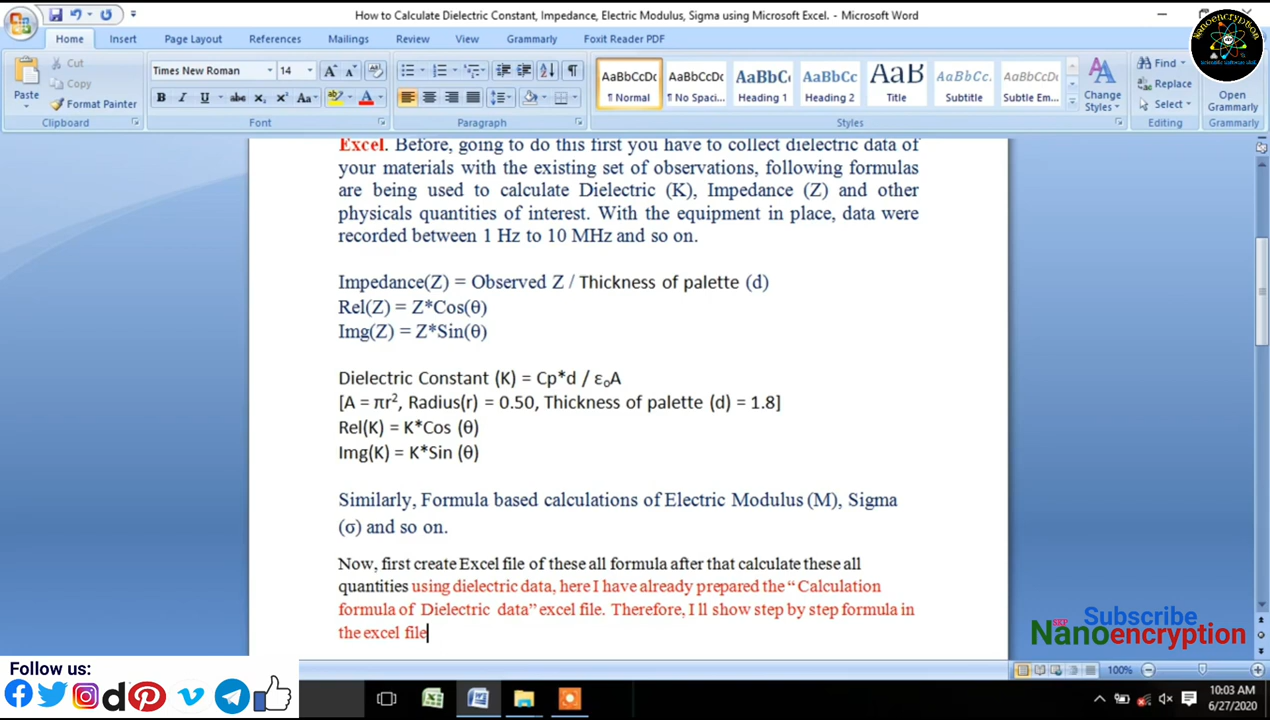 How to Calculate Dielectric Constant, Impedance, Electric Modulus, Sigma using Microsoft Excel. - Microsoft Word
Home Insert Page Layout References Mailings Review View Grammarly Foxit Reader PDF
Paste
Cut
Copy
Format Painter
Clipboard
Times New Roman 14
Font
Paragraph
AaBbCcDc AaBbCcDc AaBbCc AaBbCc AaBb AaBbCc. AaBbCcDc
¶ Normal ¶ No Spaci... Heading 1 Heading 2 Title Subtitle Subtle Em...
Change
Styles
Styles
Find
Replace
Select
Editing
Open
Grammarly
Grammarly
Nanoencryption
Excel. Before, going to do this first you have to collect dielectric data of
your materials with the existing set of observations, following formulas
are being used to calculate Dielectric (K), Impedance (Z) and other
physicals quantities of interest. With the equipment in place, data were
recorded between 1 Hz to 10 MHz and so on.
Impedance(Z) = Observed Z / Thickness of palette (d)
Rel(Z) = Z*Cos(θ)
Img(Z) = Z*Sin(θ)
Dielectric Constant (K) = Cp*d / ε₀A
[A = πr², Radius(r) = 0.50, Thickness of palette (d) = 1.8]
Rel(K) = K*Cos (θ)
Img(K) = K*Sin (θ)
Similarly, Formula based calculations of Electric Modulus (M), Sigma
(σ) and so on.
Now, first create Excel file of these all formula after that calculate these all
quantities using dielectric data, here I have already prepared the “ Calculation
formula of Dielectric data” excel file. Therefore, I ll show step by step formula in
the excel file
Subscribe
SKP
Nanoencryption
100%
Follow us:
10:03 AM
6/27/2020